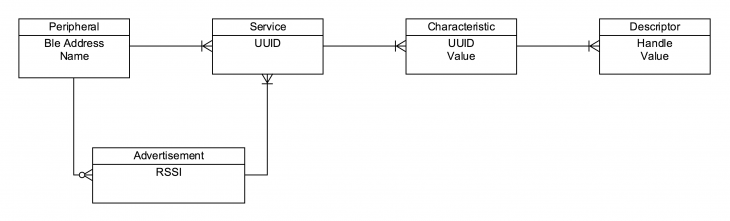 Peripheral
Ble Address
Name
Service
UUID
Characteristic
UUID
Value
Descriptor
Handle
Value
Advertisement
RSSI